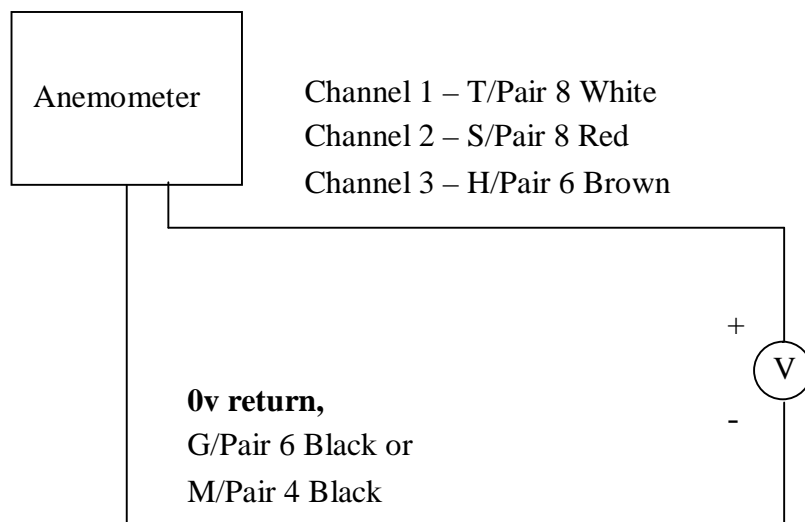 Anemometer
Channel 1 – T/Pair 8 White
Channel 2 – S/Pair 8 Red
Channel 3 – H/Pair 6 Brown
+
V
-
0v return,
G/Pair 6 Black or
M/Pair 4 Black